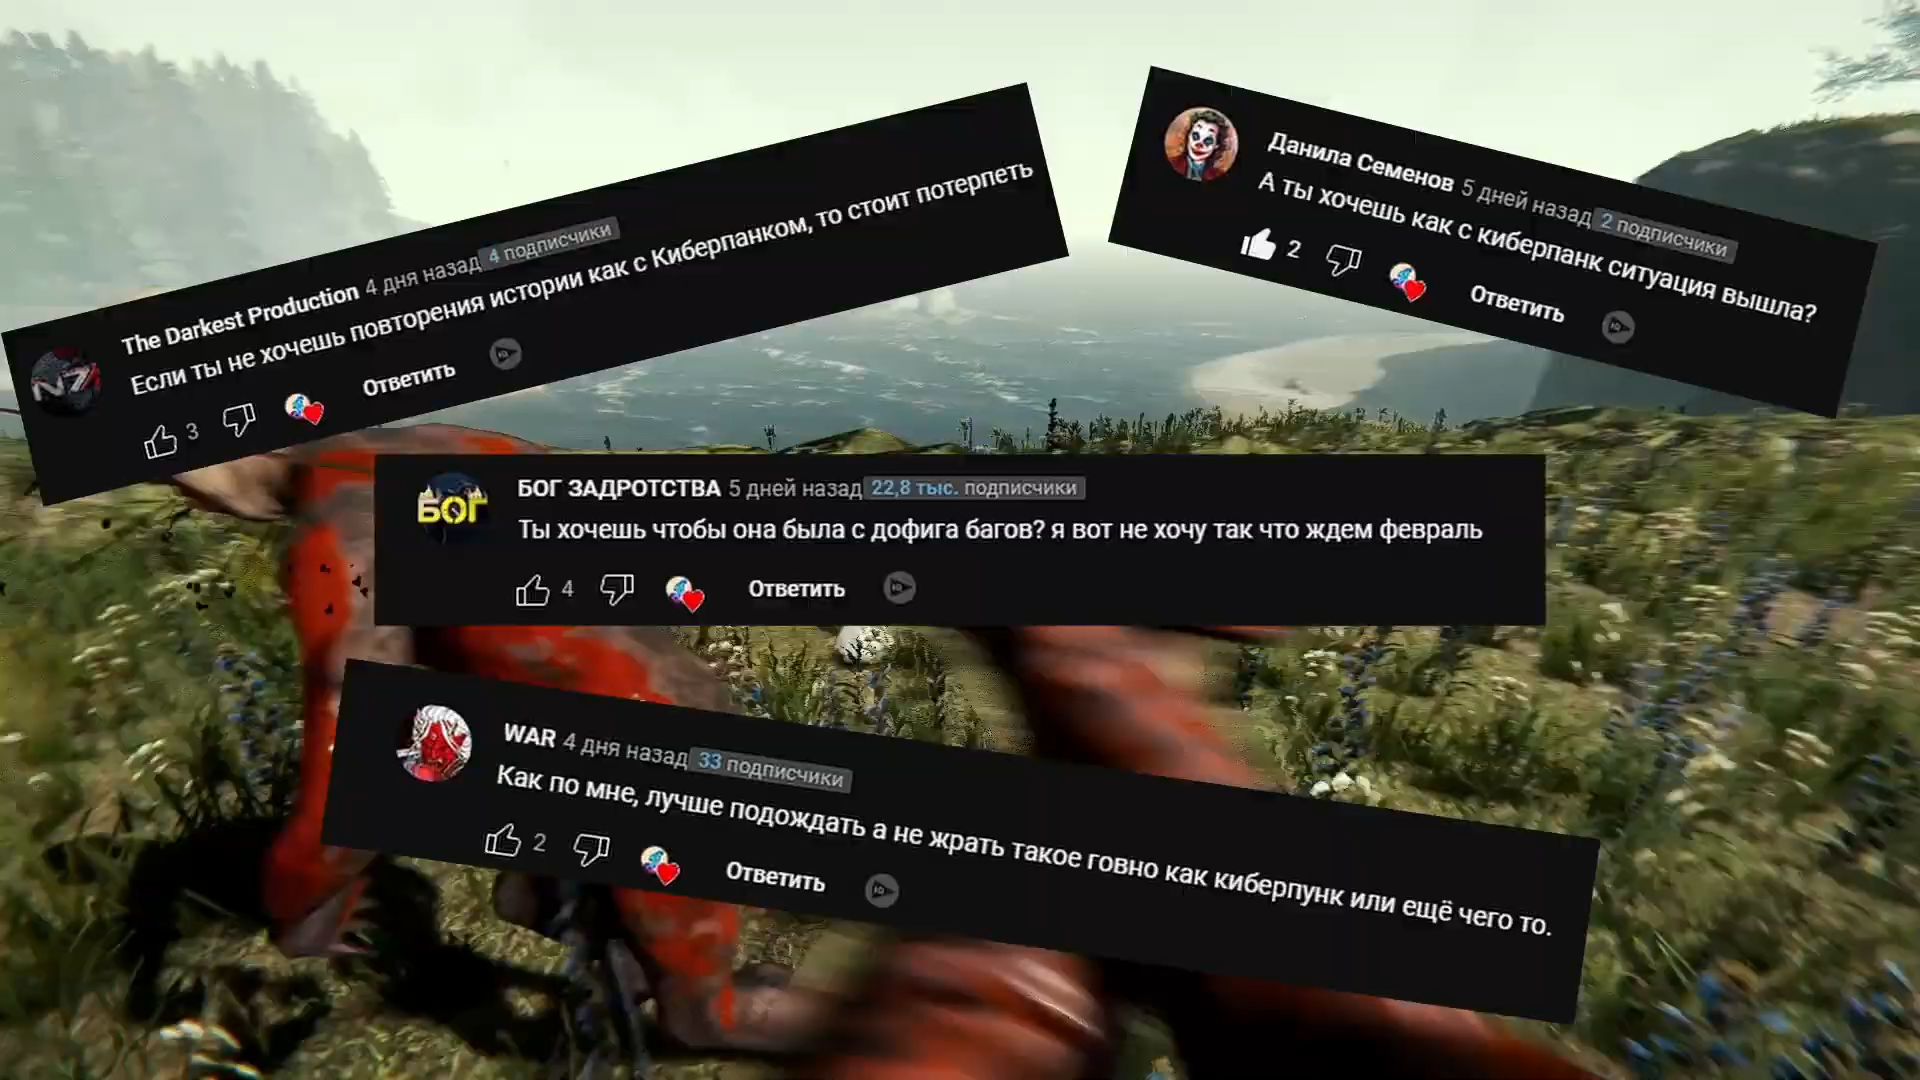 The Darkest Production 4 дня назад 4 подписчики
Если ты не хочешь повторения истории как с Киберпанком, то стоит потерпеть
3
Ответить
N7
Данила Семенов 5 дней назад 2 подписчики
А ты хочешь как с киберпанк ситуация вышла?
2
Ответить
БОГ
БОГ ЗАДРОТСТВА 5 дней назад 22,8 тыс. подписчики
Ты хочешь чтобы она была с дофига багов? я вот не хочу так что ждем февраль
4
Ответить
WAR 4 дня назад 33 подписчики
Как по мне, лучше подождать а не жрать такое говно как киберпунк или ещё чего то.
2
Ответить